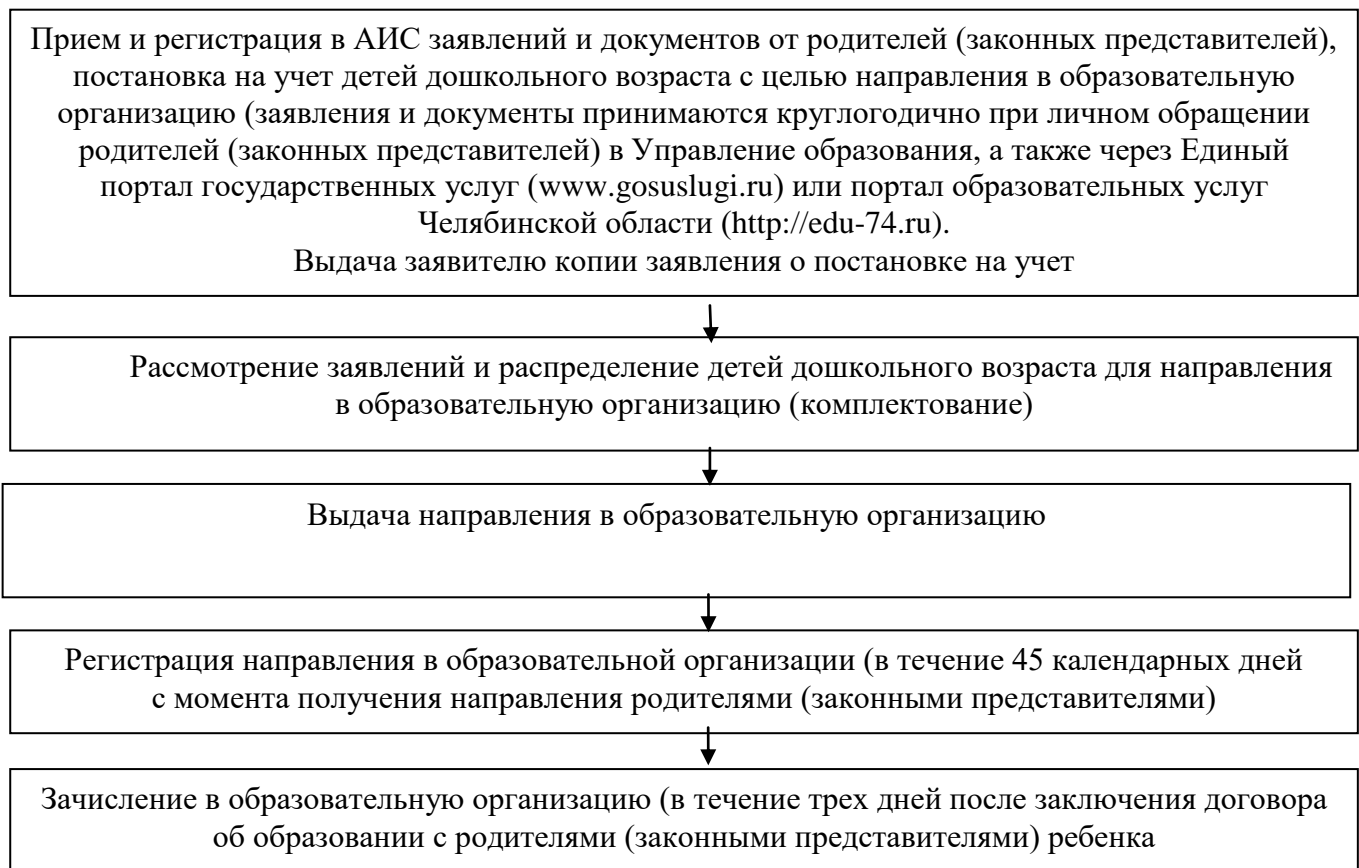 Прием и регистрация в АИС заявлений и документов от родителей (законных представителей),
постановка на учет детей дошкольного возраста с целью направления в образовательную
организацию (заявления и документы принимаются круглогодично при личном обращении
родителей (законных представителей) в Управление образования, а также через Единый
портал государственных услуг (www.gosuslugi.ru) или портал образовательных услуг
Челябинской области (http://edu-74.ru).
Выдача заявителю копии заявления о постановке на учет
Рассмотрение заявлений и распределение детей дошкольного возраста для направления
в образовательную организацию (комплектование)
Выдача направления в образовательную организацию
Регистрация направления в образовательной организации (в течение 45 календарных дней
с момента получения направления родителями (законными представителями)
Зачисление в образовательную организацию (в течение трех дней после заключения договора
об образовании с родителями (законными представителями) ребенка